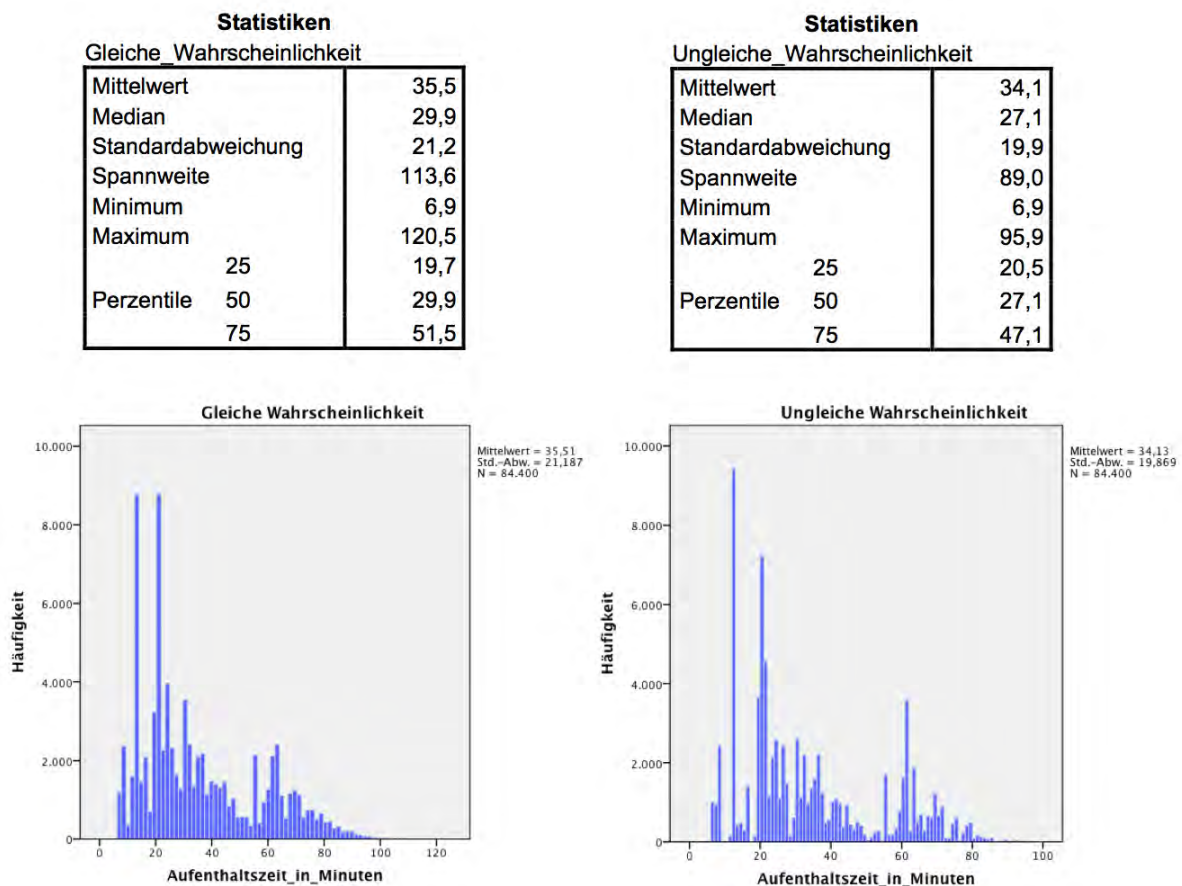 Statistiken
Gleiche_Wahrscheinlichkeit
Mittelwert 35,5
Median 29,9
Standardabweichung 21,2
Spannweite 113,6
Minimum 6,9
Maximum 120,5
25 19,7
Perzentile 50 29,9
75 51,5
Statistiken
Ungleiche_Wahrscheinlichkeit
Mittelwert 34,1
Median 27,1
Standardabweichung 19,9
Spannweite 89,0
Minimum 6,9
Maximum 95,9
25 20,5
Perzentile 50 27,1
75 47,1
Gleiche Wahrscheinlichkeit
Mittelwert = 35,51
Std.-Abw. = 21,187
N = 84.400
Häufigkeit
10.000
8.000
6.000
4.000
2.000
0
0 20 40 60 80 100 120
Aufenthaltszeit_in_Minuten
Ungleiche Wahrscheinlichkeit
Mittelwert = 34,13
Std.-Abw. = 19,869
N = 84.400
Häufigkeit
10.000
8.000
6.000
4.000
2.000
0
0 20 40 60 80 100
Aufenthaltszeit_in_Minuten